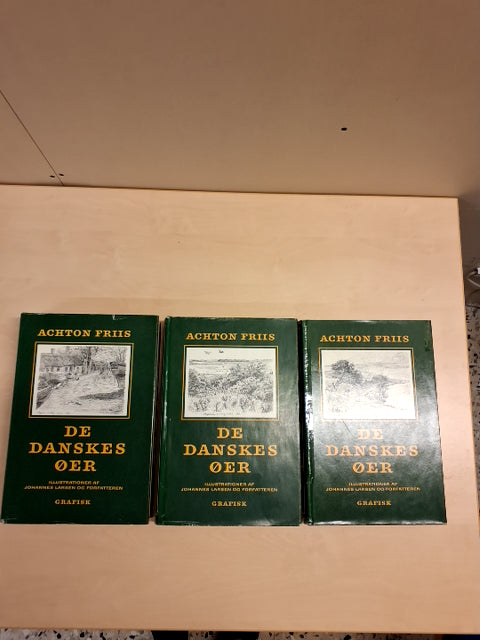 ACHTON FRIIS
DE
DANSKES
ØER
ILLUSTRATIONER AF
JOHANNES LARSEN OG FORFATTEREN
GRAFISK
ACHTON FRIIS
DE
DANSKES
ØER
ILLUSTRATIONER AF
JOHANNES LARSEN OG FORFATTEREN
GRAFISK
ACHTON FRIIS
DE
DANSKES
ØER
ILLUSTRATIONER AF
JOHANNES LARSEN OG FORFATTEREN
GRAFISK